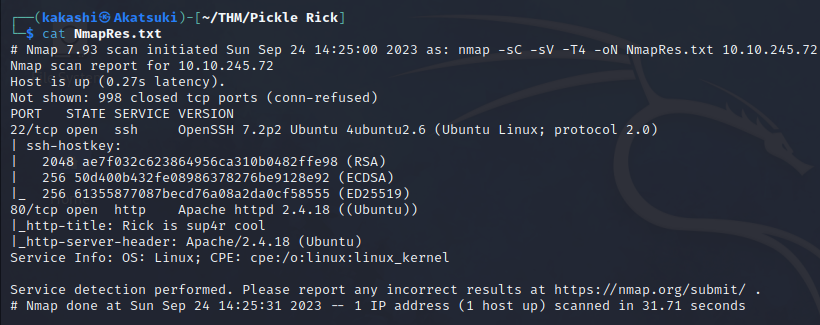 ┌──(kakashi㉿Akatsuki)-[~/THM/Pickle Rick]
└─$ cat NmapRes.txt
# Nmap 7.93 scan initiated Sun Sep 24 14:25:00 2023 as: nmap -sC -sV -T4 -oN NmapRes.txt 10.10.245.72
Nmap scan report for 10.10.245.72
Host is up (0.27s latency).
Not shown: 998 closed tcp ports (conn-refused)
PORT   STATE SERVICE VERSION
22/tcp open  ssh     OpenSSH 7.2p2 Ubuntu 4ubuntu2.6 (Ubuntu Linux; protocol 2.0)
| ssh-hostkey:
|   2048 ae7f032c623864956ca310b0482ffe98 (RSA)
|   256 50d400b432fe08986378276be9128e92 (ECDSA)
|_  256 61355877087becd76a08a2da0cf58555 (ED25519)
80/tcp open  http    Apache httpd 2.4.18 ((Ubuntu))
|_http-title: Rick is sup4r cool
|_http-server-header: Apache/2.4.18 (Ubuntu)
Service Info: OS: Linux; CPE: cpe:/o:linux:linux_kernel

Service detection performed. Please report any incorrect results at https://nmap.org/submit/ .
# Nmap done at Sun Sep 24 14:25:31 2023 -- 1 IP address (1 host up) scanned in 31.71 seconds